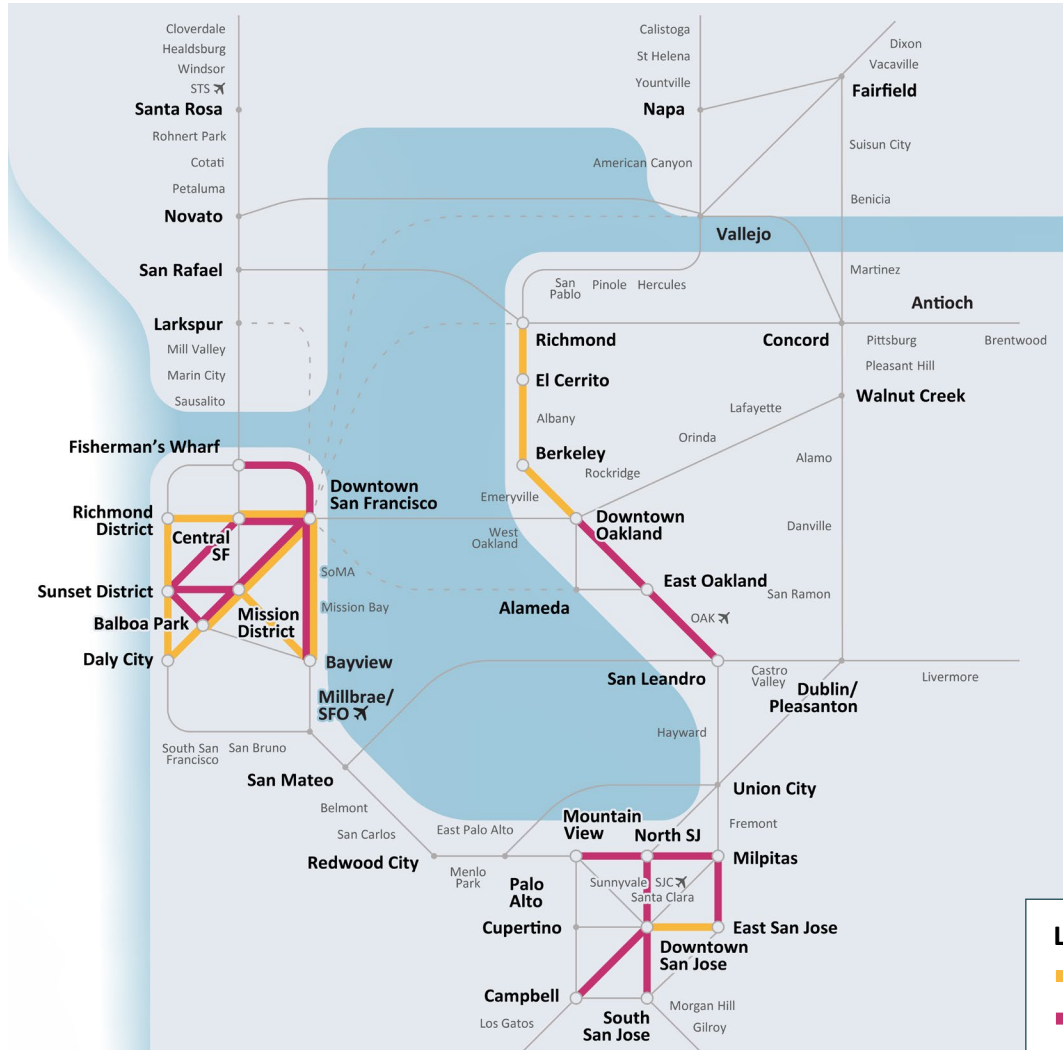 Cloverdale
Healdsburg
Windsor
STS
Santa Rosa
Rohnert Park
Cotati
Petaluma
Novato
San Rafael
Larkspur
Mill Valley
Marin City
Sausalito
Calistoga
St Helena
Yountville
Napa
American Canyon
Dixon
Vacaville
Fairfield
Suisun City
Benicia
Vallejo
Martinez
San
Pablo
Pinole
Hercules
Antioch
Richmond
Concord
Pittsburg
Brentwood
Pleasant Hill
El Cerrito
Walnut Creek
Albany
Lafayette
Orinda
Fisherman’s Wharf
Berkeley
Rockridge
Alamo
Emeryville
Downtown
San Francisco
Richmond
District
Central
SF
West
Oakland
Downtown
Oakland
Danville
SoMA
Sunset District
East Oakland
San Ramon
Mission Bay
Alameda
OAK
Balboa Park
Mission
District
Daly City
Bayview
San Leandro
Castro
Valley
Livermore
Dublin/
Pleasanton
Millbrae/
SFO
Hayward
South San
Francisco
San Bruno
San Mateo
Union City
Belmont
San Carlos
East Palo Alto
Mountain
View
North SJ
Fremont
Redwood City
Menlo
Park
Milpitas
Palo
Alto
Sunnyvale
SJC
Santa Clara
Cupertino
East San Jose
Downtown
San Jose
Campbell
Morgan Hill
Los Gatos
South
San Jose
Gilroy
L